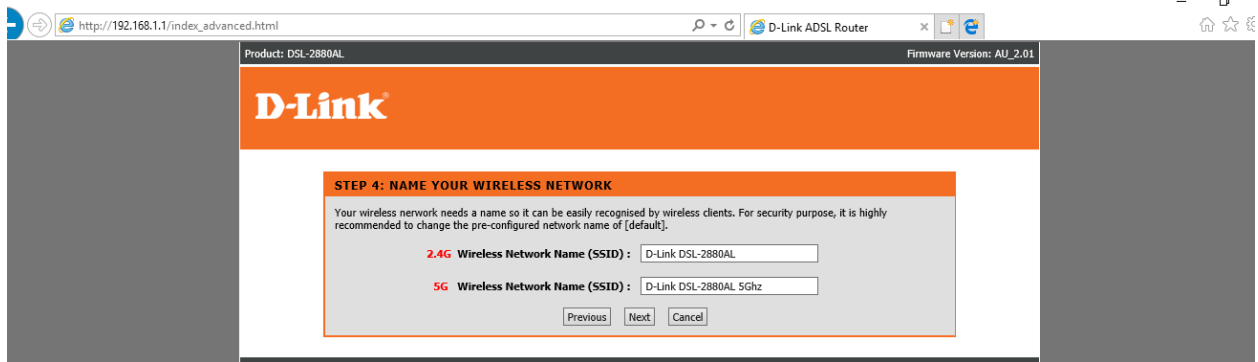 http://192.168.1.1/index_advanced.html
D-Link ADSL Router
Product: DSL-2880AL
Firmware Version: AU_2.01
D-Link
STEP 4: NAME YOUR WIRELESS NETWORK
Your wireless nerwork needs a name so it can be easily recognised by wireless clients. For security purpose, it is highly
recommended to change the pre-configured network name of [default].
2.4G Wireless Network Name (SSID) : D-Link DSL-2880AL
5G Wireless Network Name (SSID) : D-Link DSL-2880AL 5Ghz
Previous Next Cancel